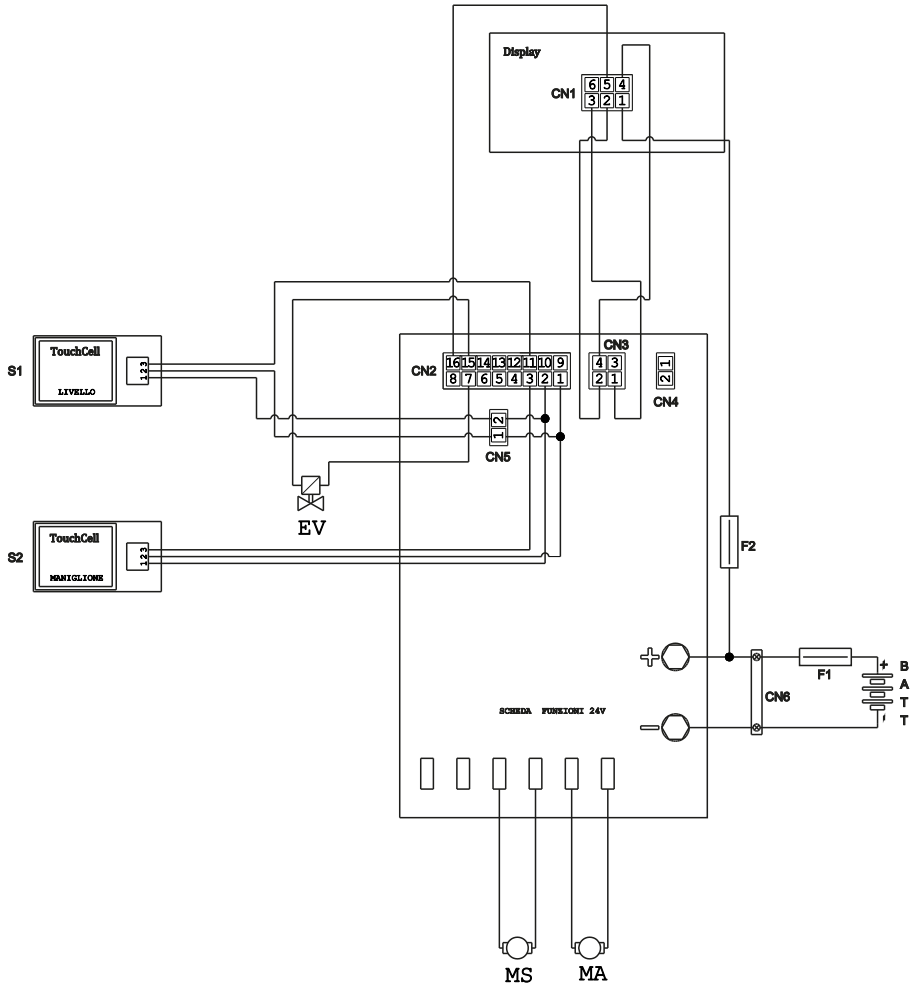 Display
CN1
6 5 4
3 2 1
TouchCell
S1
LIVELLO
1 2 3
CN2
16 15 14 13 12 11 10 9
8 7 6 5 4 3 2 1
CN3
4 3
2 1
2 1
CN4
1 2
CN5
EV
TouchCell
S2
MANIGLIONE
1 2 3
F2
+
F1
+
BATT
CN6
SCHEDA FUNZIONI 24V
-
-
MS
MA